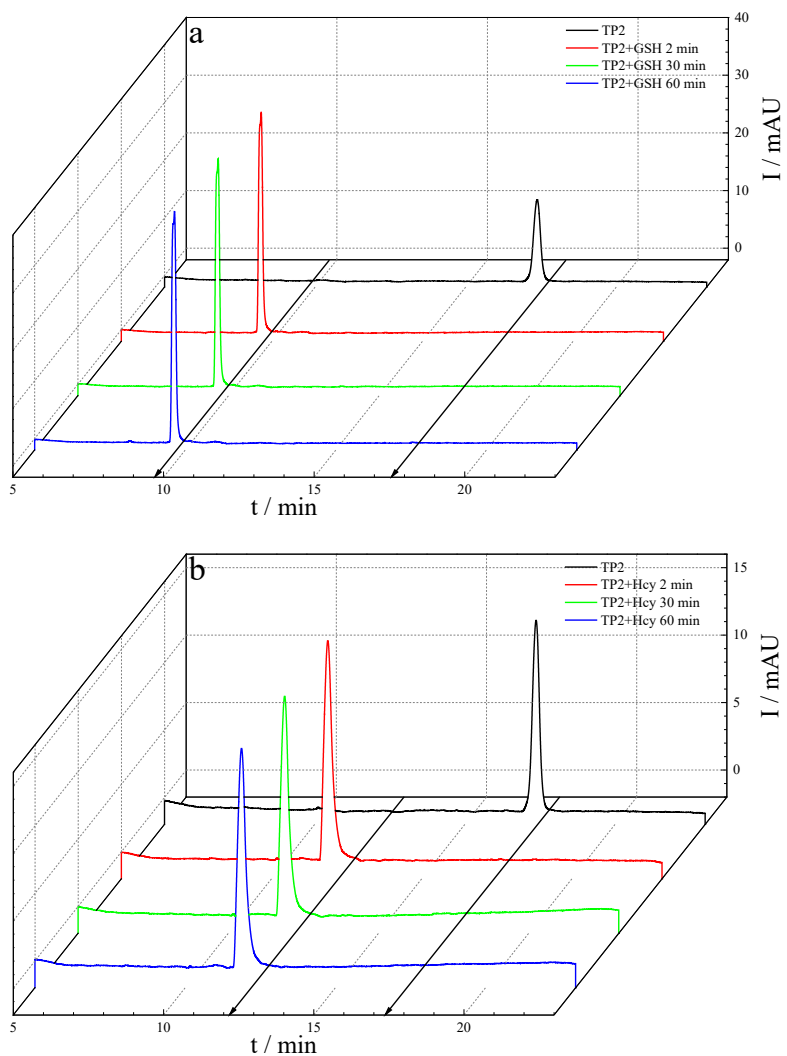 a
TP2
TP2+GSH 2 min
TP2+GSH 30 min
TP2+GSH 60 min
40
30
20
10
0
I / mAU
5 10 15 20
t / min
b
TP2
TP2+Hcy 2 min
TP2+Hcy 30 min
TP2+Hcy 60 min
15
10
5
0
I / mAU
5 10 15 20
t / min